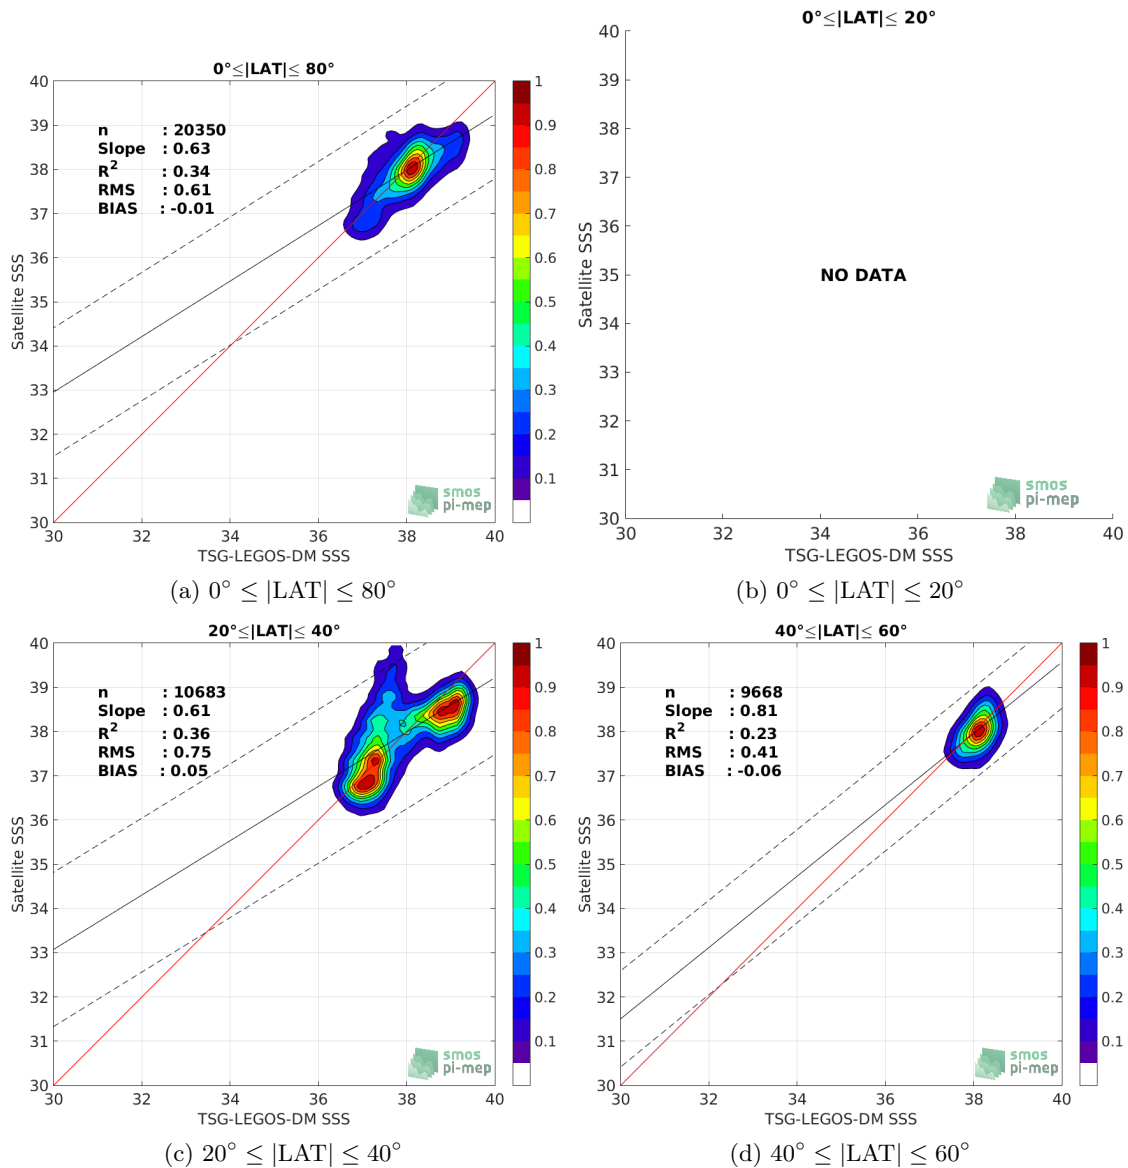 0°≤|LAT|≤ 80°
n : 20350
Slope : 0.63
R2 : 0.34
RMS : 0.61
BIAS : -0.01
Satellite SSS
40
39
38
37
36
35
34
33
32
31
30
30 32 34 36 38 40
TSG-LEGOS-DM SSS
1
0.9
0.8
0.7
0.6
0.5
0.4
0.3
0.2
0.1
smos
pi-mep
(a) 0° ≤ |LAT| ≤ 80°
0°≤|LAT|≤ 20°
NO DATA
Satellite SSS
40
39
38
37
36
35
34
33
32
31
30
30 32 34 36 38 40
TSG-LEGOS-DM SSS
smos
pi-mep
(b) 0° ≤ |LAT| ≤ 20°
20°≤|LAT|≤ 40°
n : 10683
Slope : 0.61
R2 : 0.36
RMS : 0.75
BIAS : 0.05
Satellite SSS
40
39
38
37
36
35
34
33
32
31
30
30 32 34 36 38 40
TSG-LEGOS-DM SSS
1
0.9
0.8
0.7
0.6
0.5
0.4
0.3
0.2
0.1
smos
pi-mep
(c) 20° ≤ |LAT| ≤ 40°
40°≤|LAT|≤ 60°
n : 9668
Slope : 0.81
R2 : 0.23
RMS : 0.41
BIAS : -0.06
Satellite SSS
40
39
38
37
36
35
34
33
32
31
30
30 32 34 36 38 40
TSG-LEGOS-DM SSS
1
0.9
0.8
0.7
0.6
0.5
0.4
0.3
0.2
0.1
smos
pi-mep
(d) 40° ≤ |LAT| ≤ 60°